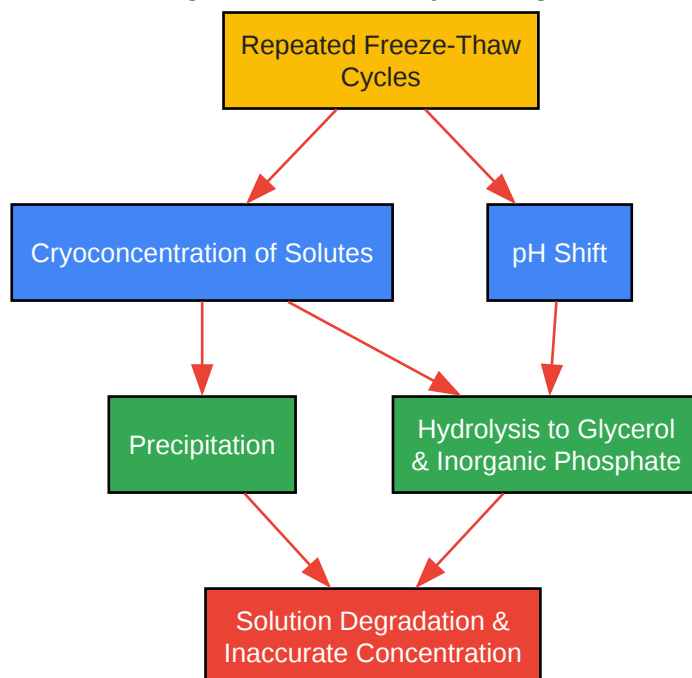 Repeated Freeze-Thaw
Cycles
Cryoconcentration of Solutes
pH Shift
Precipitation
Hydrolysis to Glycerol
& Inorganic Phosphate
Solution Degradation &
Inaccurate Concentration